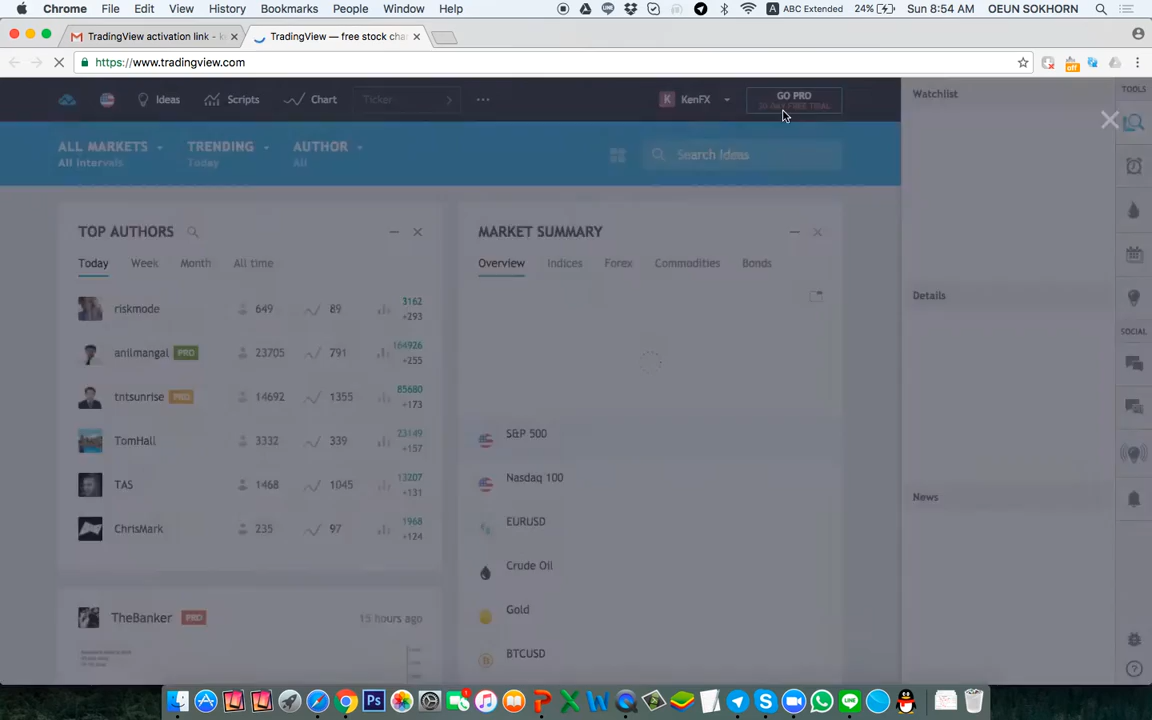 Chrome File Edit View History Bookmarks People Window Help ABC Extended 24% Sun 8:54 AM OEUN SOKHORN
TradingView activation link - k
TradingView — free stock cha
https://www.tradingview.com
Ideas Scripts Chart Ticker KenFX GO PRO
30 DAY FREE TRIAL
Watchlist
TOOLS
ALL MARKETS TRENDING AUTHOR
All intervals Today All
Search Ideas
TOP AUTHORS
Today Week Month All time
riskmode 649 89 3162
+293
anilmangal PRO 23705 791 164926
+255
tntsunrise PRO 14692 1355 85680
+173
TomHall 3332 339 23149
+157
TAS 1468 1045 13207
+131
ChrisMark 235 97 1968
+124
TheBanker PRO 15 hours ago
MARKET SUMMARY
Overview Indices Forex Commodities Bonds
S&P 500
Nasdaq 100
EURUSD
Crude Oil
Gold
BTCUSD
Details
SOCIAL
News